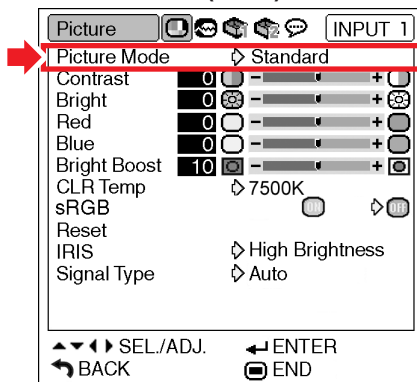 Picture INPUT 1
Picture Mode Standard
Contrast 0 - +
Bright 0 - +
Red 0 - +
Blue 0 - +
Bright Boost 10 - +
CLR Temp 7500K
sRGB ON OFF
Reset
IRIS High Brightness
Signal Type Auto
SEL./ADJ. ENTER
BACK END